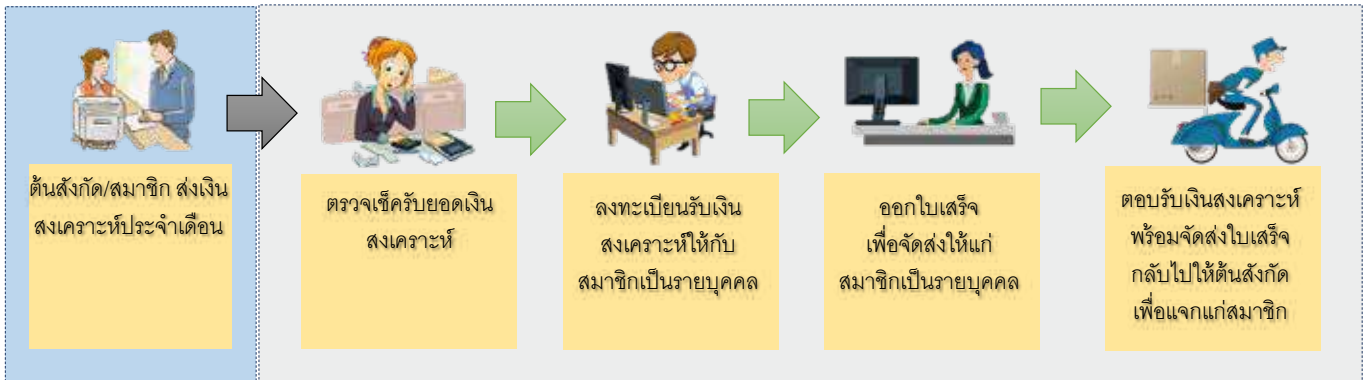 ต้นสังกัด/สมาชิก ส่งเงิน
สงเคราะห์ประจำเดือน
ตรวจเช็ครับยอดเงิน
สงเคราะห์
ลงทะเบียนรับเงิน
สงเคราะห์ให้กับ
สมาชิกเป็นรายบุคคล
ออกใบเสร็จ
เพื่อจัดส่งให้แก่
สมาชิกเป็นรายบุคคล
ตอบรับเงินสงเคราะห์
พร้อมจัดส่งใบเสร็จ
กลับไปให้ต้นสังกัด
เพื่อแจกแก่สมาชิก